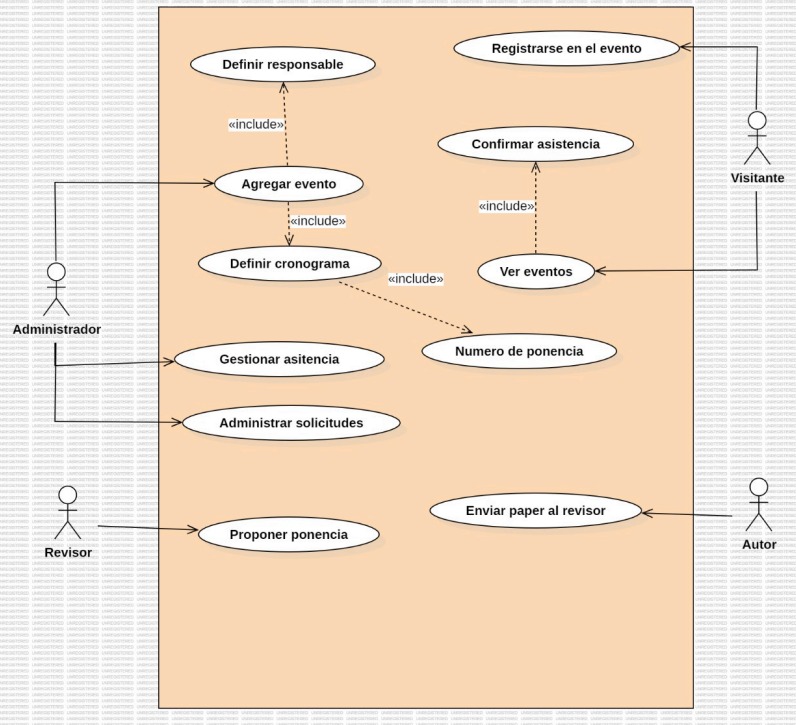 Definir responsable
Registrarse en el evento
«include»
Confirmar asistencia
Visitante
Agregar evento
«include»
«include»
Definir cronograma
Ver eventos
«include»
Administrador
Gestionar asitencia
Numero de ponencia
Administrar solicitudes
Enviar paper al revisor
Proponer ponencia
Revisor
Autor
UNREGISTERED